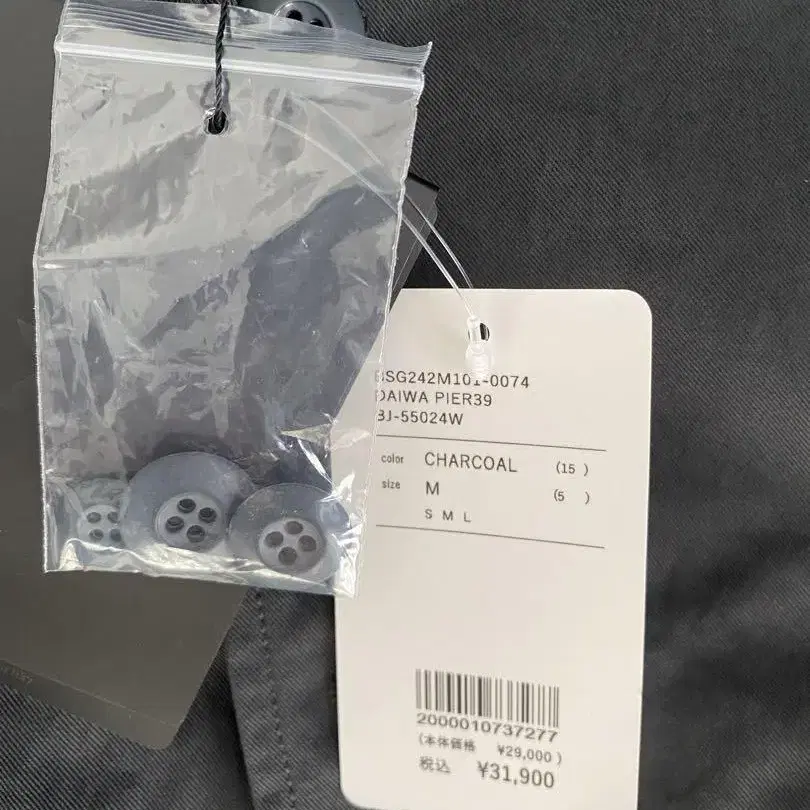 SG242M101-0074
DAIWA PIER39
BJ-55024W
color CHARCOAL (15 )
size M (5 )
S M L
2000010737277
(本体価格 ¥29,000 )
税込 ¥31,900